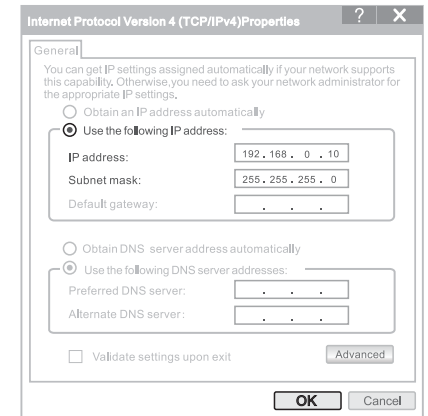 Internet Protocol Version 4 (TCP/IPv4)Properties ? X
General
You can get IP settings assigned automatically if your network supports
this capability. Otherwise,you need to ask your network administrator for
the appropriate IP settings.
Obtain an IP address automatically
Use the following IP address:
IP address: 192 . 168 . 0 . 10
Subnet mask: 255 . 255 . 255 . 0
Default gateway: . . .
Obtain DNS server address automatically
Use the following DNS server addresses:
Preferred DNS server: . . .
Alternate DNS server: . . .
Validate settings upon exit Advanced
OK Cancel